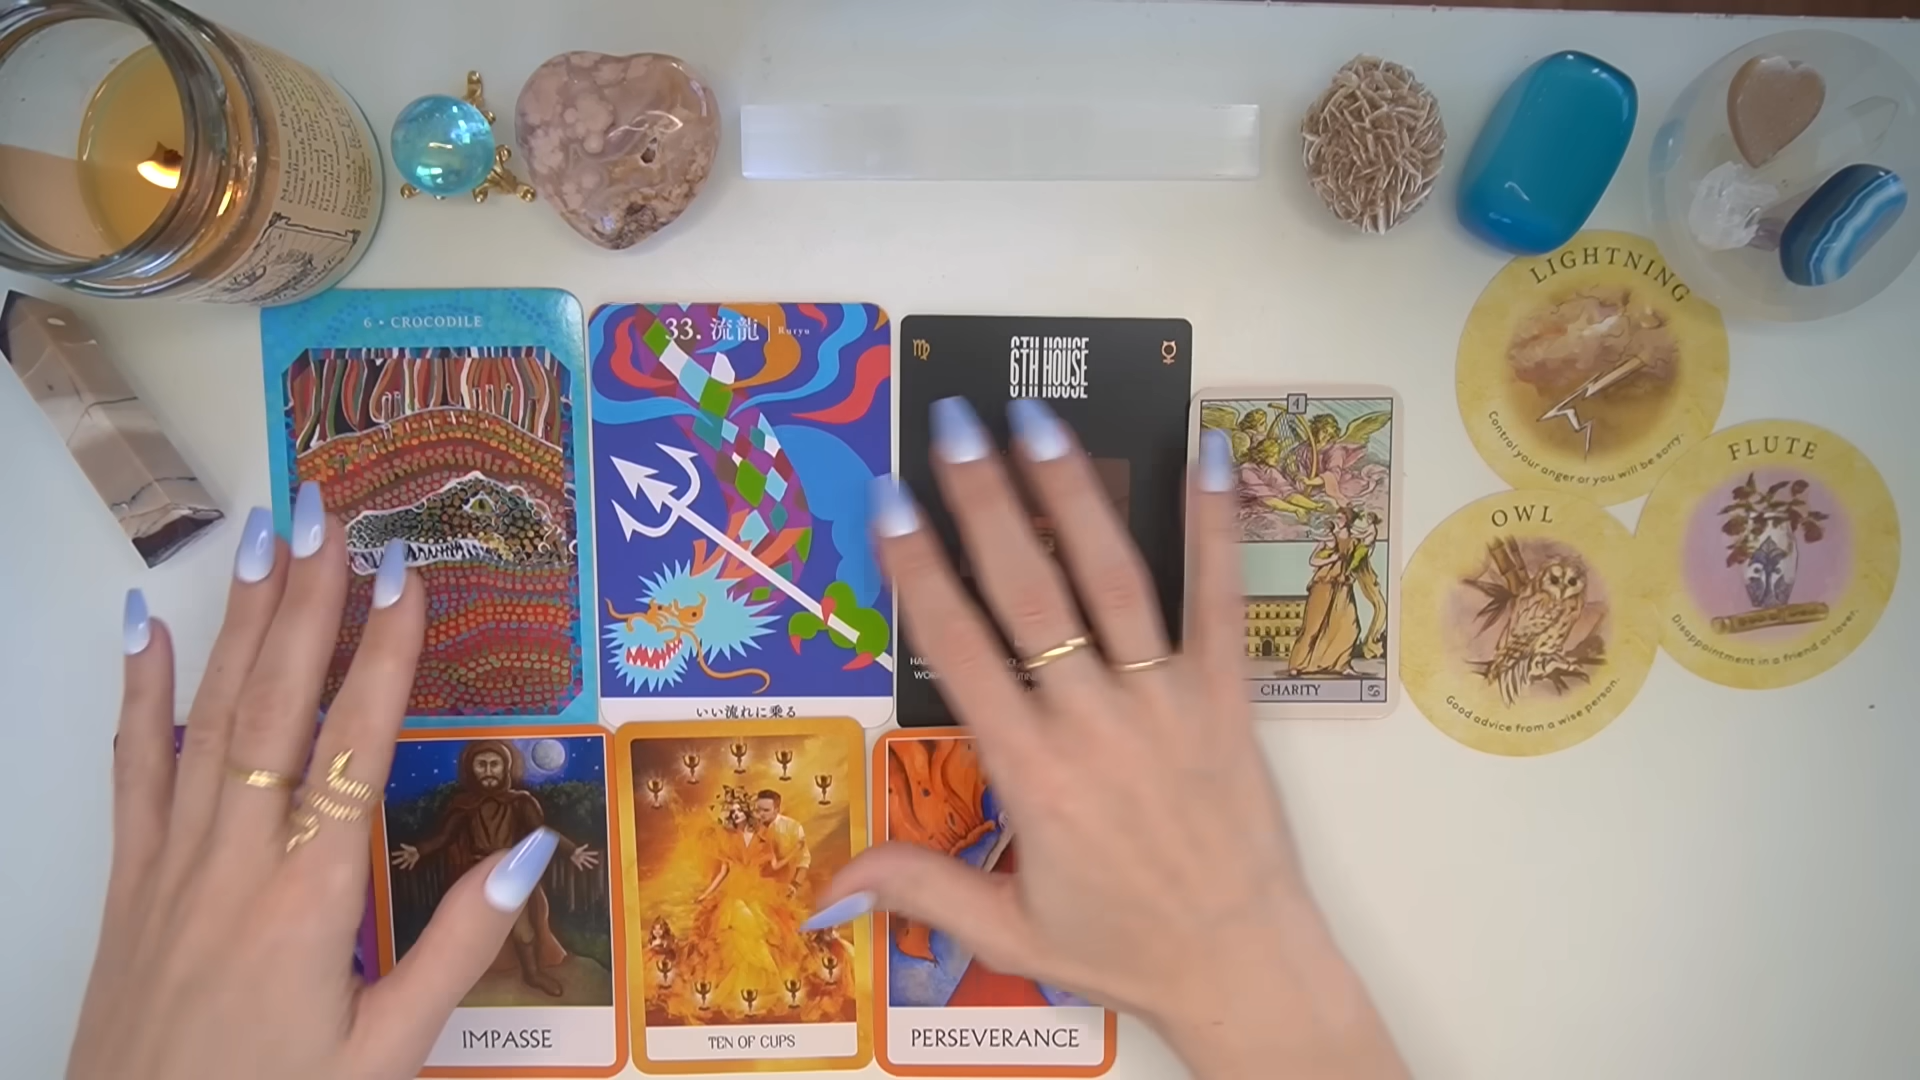 6 • CROCODILE
33. 流龍 | Ruryu
いい流れに乗る
♍
☿
6TH HOUSE
1
CHARITY
♋
LIGHTNING
Control your anger or you will be sorry.
FLUTE
Disappointment in a friend or lover.
OWL
Good advice from a wise person.
IMPASSE
TEN OF CUPS
PERSEVERANCE